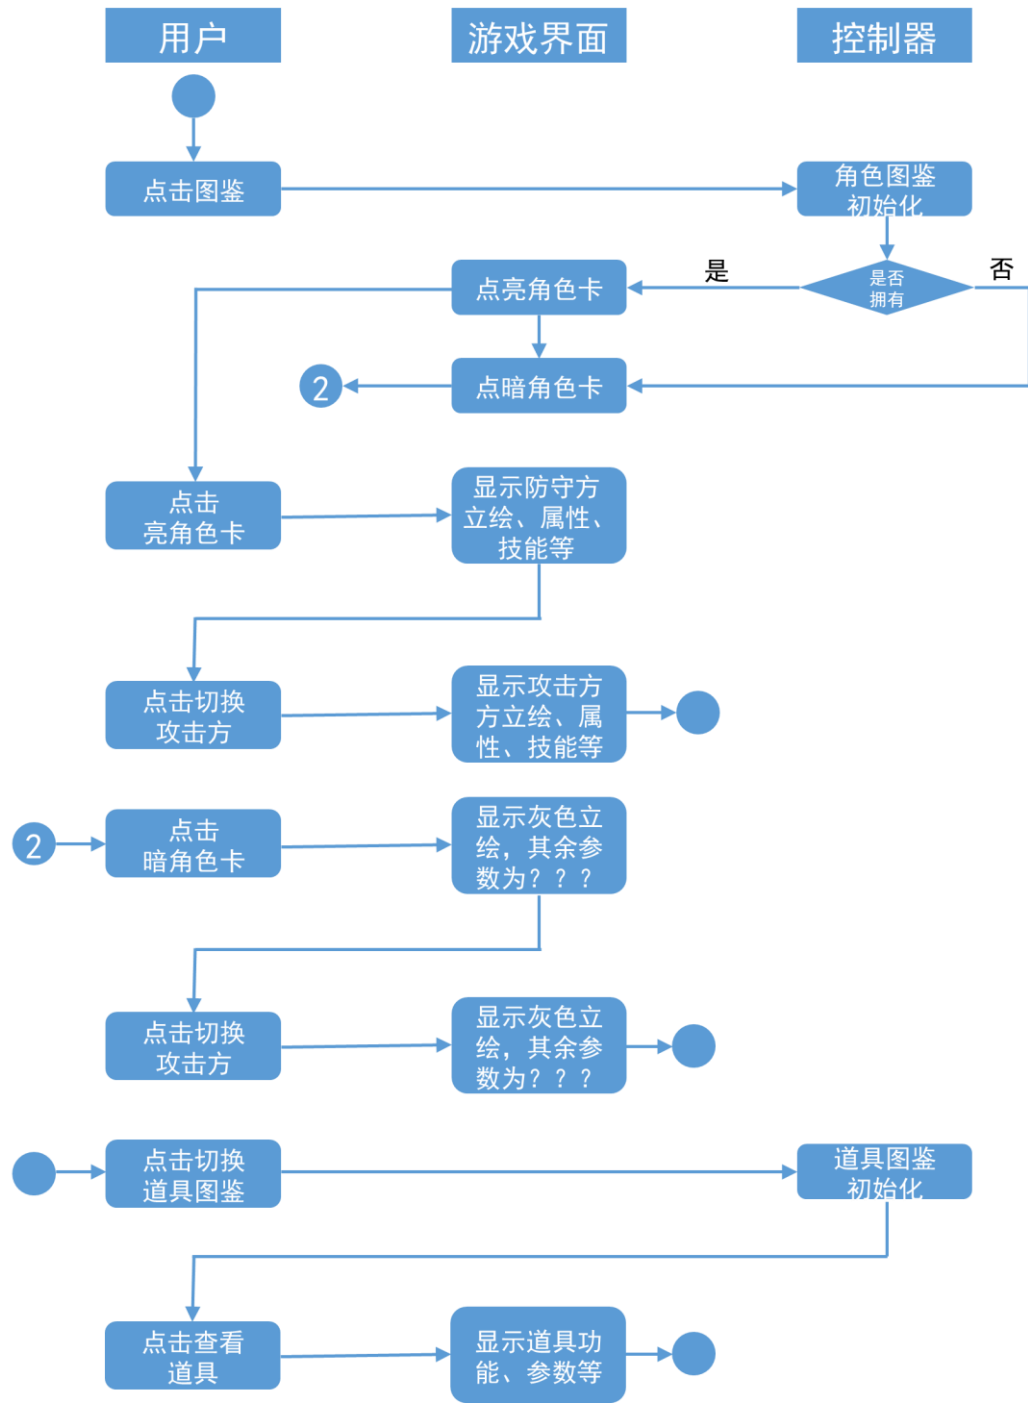 用户
游戏界面
控制器
点击图鉴
角色图鉴
初始化
是否
拥有
是
否
点亮角色卡
点暗角色卡
2
点击
亮角色卡
显示防守方
立绘、属性、
技能等
点击切换
攻击方
显示攻击方
方立绘、属
性、技能等
2
点击
暗角色卡
显示灰色立
绘，其余参
数为？？？
点击切换
攻击方
显示灰色立
绘，其余参
数为？？？
点击切换
道具图鉴
道具图鉴
初始化
点击查看
道具
显示道具功
能、参数等